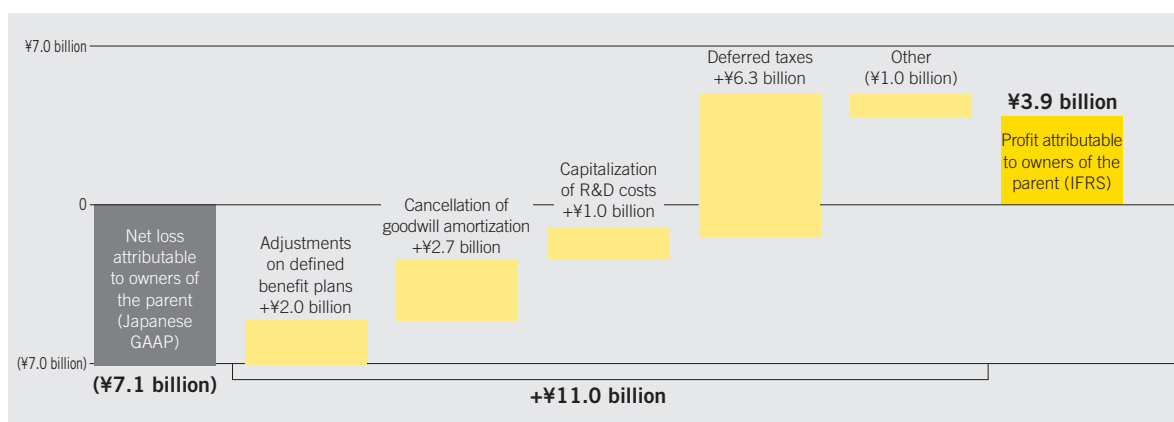 ¥7.0 billion
Deferred taxes
+¥6.3 billion
Other
(¥1.0 billion)
¥3.9 billion
Profit attributable
to owners of the
parent (IFRS)
Capitalization
of R&D costs
+¥1.0 billion
0
Cancellation of
goodwill amortization
+¥2.7 billion
Net loss
attributable
to owners of
the parent
(Japanese
GAAP)
Adjustments
on defined
benefit plans
+¥2.0 billion
(¥7.0 billion)
(¥7.1 billion)
+¥11.0 billion